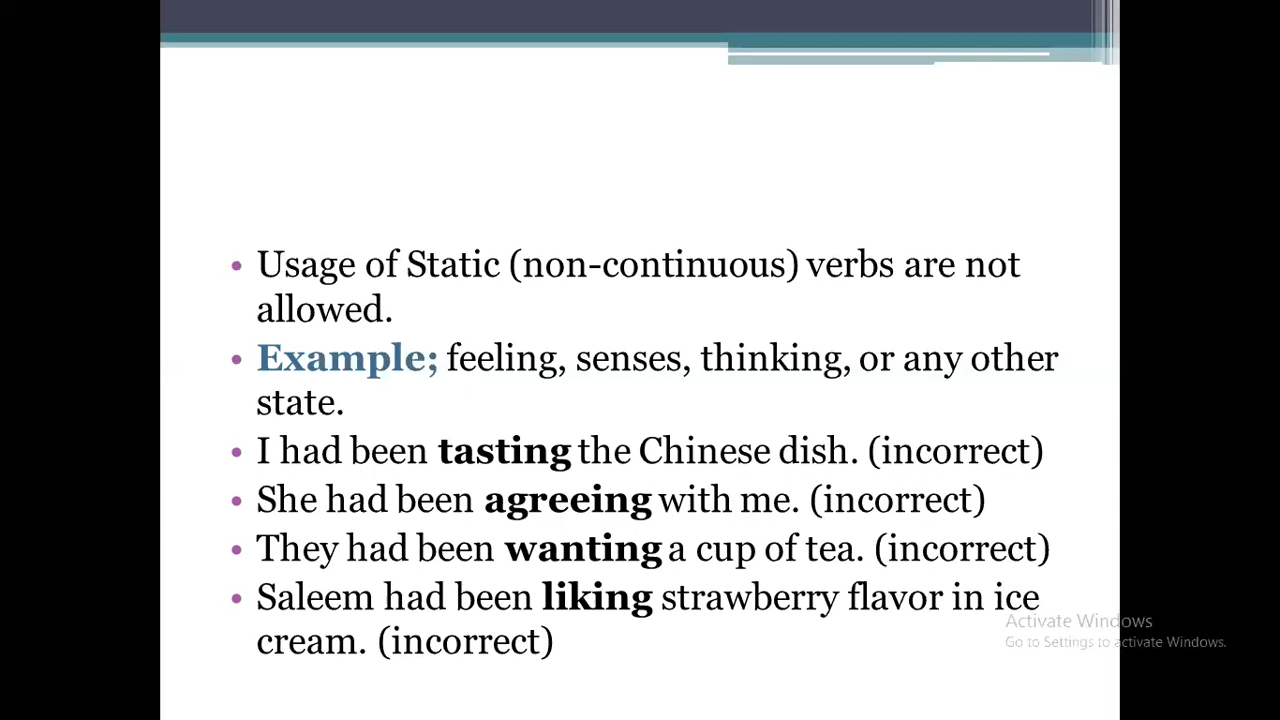 Usage of Static (non-continuous) verbs are not
allowed.
Example; feeling, senses, thinking, or any other
state.
I had been tasting the Chinese dish. (incorrect)
She had been agreeing with me. (incorrect)
They had been wanting a cup of tea. (incorrect)
Saleem had been liking strawberry flavor in ice
cream. (incorrect)
Activate Windows
Go to Settings to activate Windows.